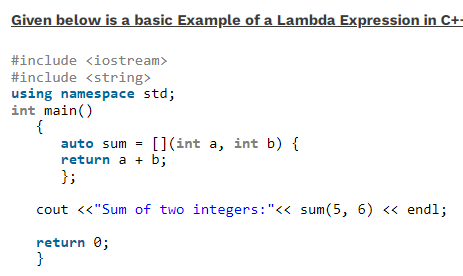 Given below is a basic Example of a Lambda Expression in C+
#include <iostream>
#include <string>
using namespace std;
int main()
{
auto sum = [](int a, int b) {
return a + b;
};
cout <<"Sum of two integers:"<< sum(5, 6) << endl;
return 0;
}